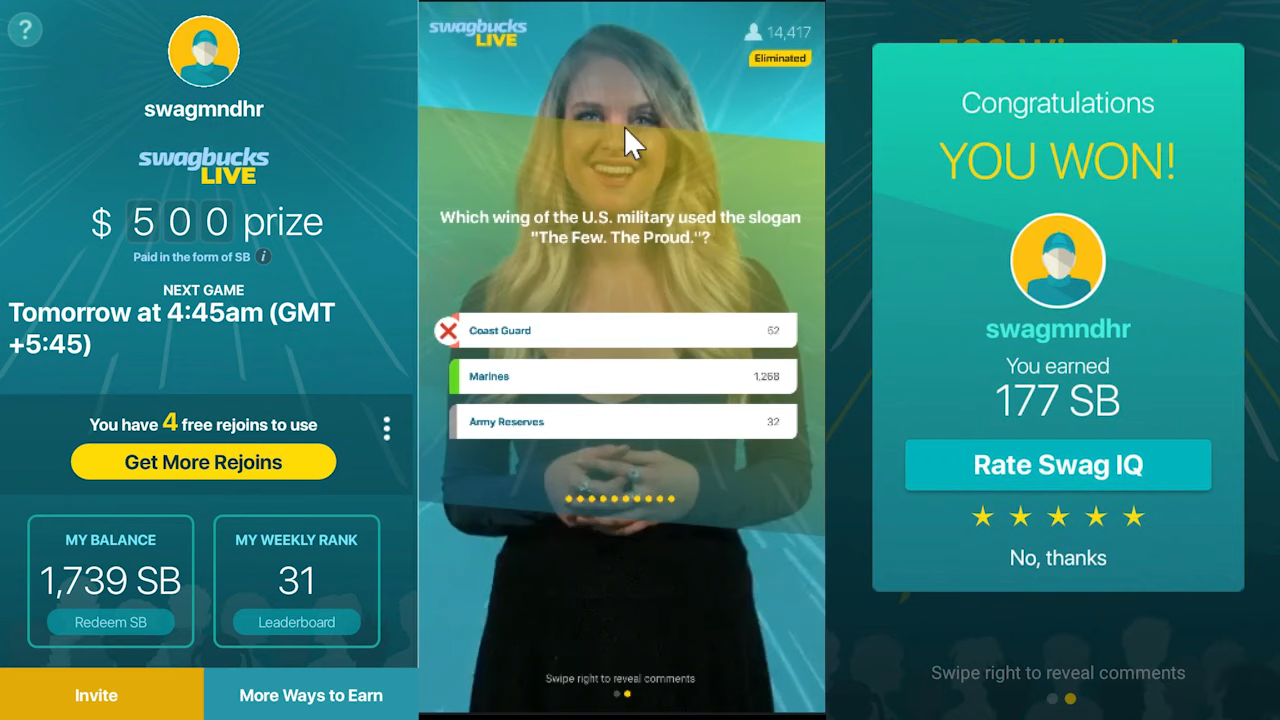 ?
swagmndhr
swagbucks
LIVE
$ 500 prize
Paid in the form of SB i
NEXT GAME
Tomorrow at 4:45am (GMT
+5:45)
You have 4 free rejoins to use
Get More Rejoins
MY BALANCE
1,739 SB
Redeem SB
MY WEEKLY RANK
31
Leaderboard
Invite
More Ways to Earn
swagbucks
LIVE
14,417
Eliminated
Which wing of the U.S. military used the slogan
"The Few. The Proud."?
Coast Guard 62
Marines 1,268
Army Reserves 32
Swipe right to reveal comments
Congratulations
YOU WON!
swagmndhr
You earned
177 SB
Rate Swag IQ
No, thanks
Swipe right to reveal comments